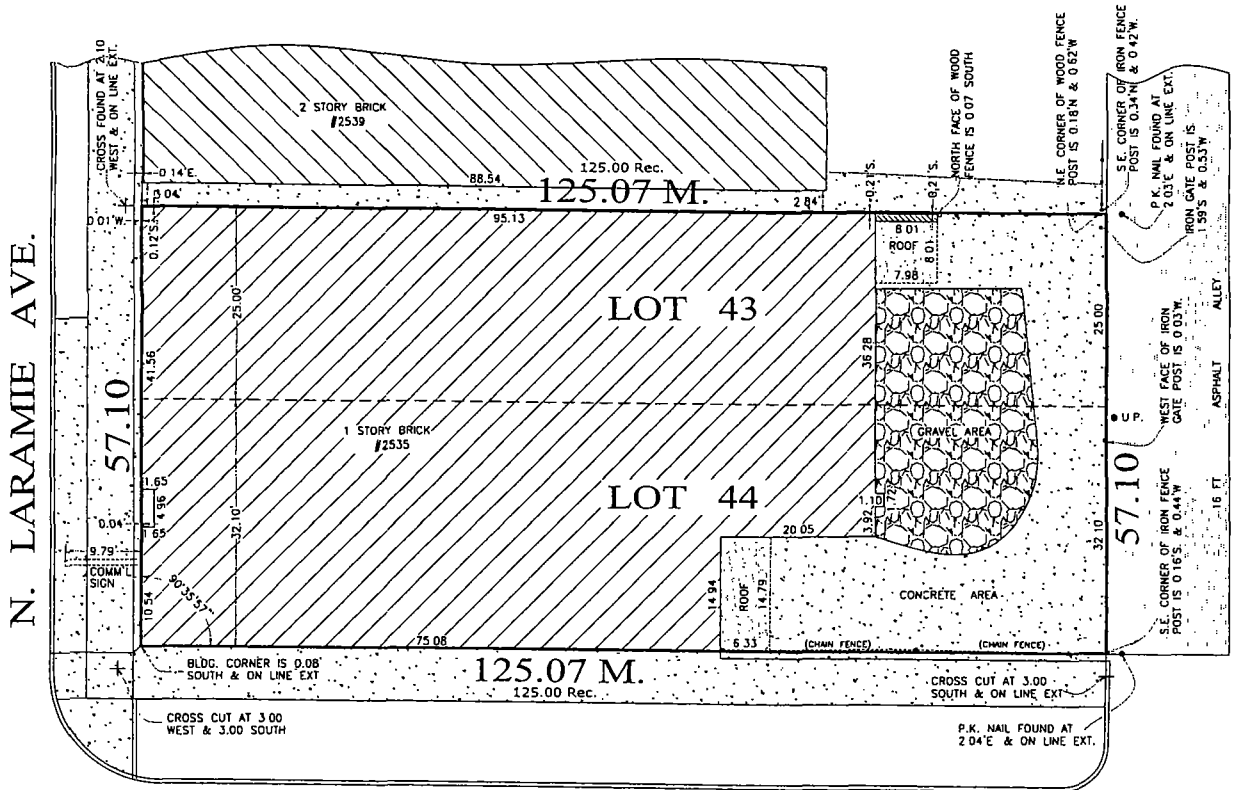 N. LARAMIE AVE.
CROSS FOUND AT 2.10
WEST & ON LINE EXT.
2 STORY BRICK
#2539
0.14'E.
3.04'
88.54
125.00 Rec.
125.07 M.
2.84'
0.01'W.
0.12'S.
95.13
0.21'S.
0.2'S.
NORTH FACE OF WOOD
FENCE IS 0.07 SOUTH
N.E. CORNER OF WOOD FENCE
POST IS 0.18'N & 0.62'W
S.E. CORNER OF IRON FENCE
POST IS 0.34'N & 0.42'W.
P.K. NAIL FOUND AT
2.03'E & ON LINE EXT.
IRON GATE POST IS
1.59'S & 0.53'W
8.01
ROOF
8.01
7.98
25.00'
LOT 43
25.00
57.10
41.56
36.28
1 STORY BRICK
#2535
GRAVEL AREA
U.P.
WEST FACE OF IRON
GATE POST IS 0.03'W.
ASPHALT ALLEY
16 FT
57.10
1.65
4.96
0.04'
1.65
32.10
LOT 44
1.10
1.72
3.92
20.05
32.10
S.E. CORNER OF IRON FENCE
POST IS 0.16'S. & 0.44'W
9.79'
COMM'L
SIGN
90°35'57"
10.54
14.94
ROOF
14.79
CONCRETE AREA
75.08
6.33
(CHAIN FENCE)
(CHAIN FENCE)
BLDG. CORNER IS 0.08'
SOUTH & ON LINE EXT
125.07 M.
125.00 Rec.
CROSS CUT AT 3.00
SOUTH & ON LINE EXT
CROSS CUT AT 3.00
WEST & 3.00 SOUTH
P.K. NAIL FOUND AT
2.04'E & ON LINE EXT.